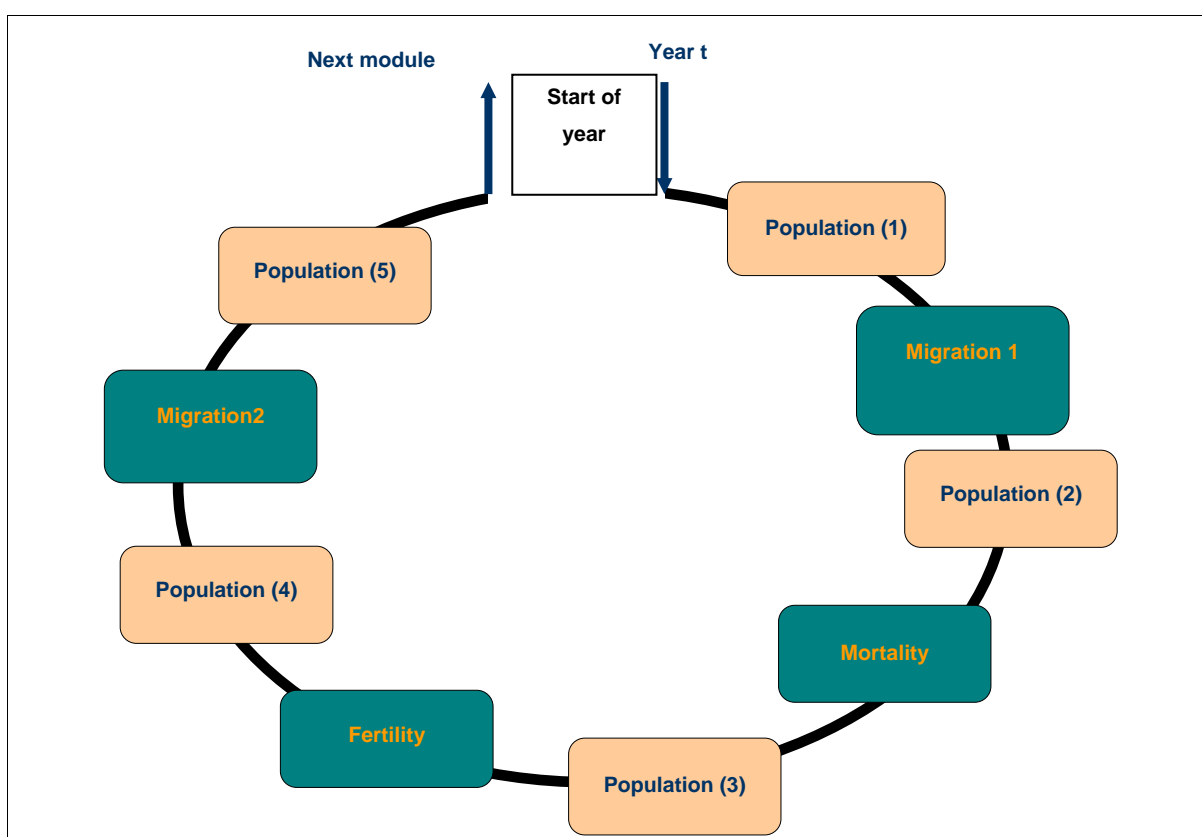 Next module
Year t
Start of
year
Population (1)
Population (5)
Migration 1
Migration2
Population (2)
Population (4)
Mortality
Fertility
Population (3)